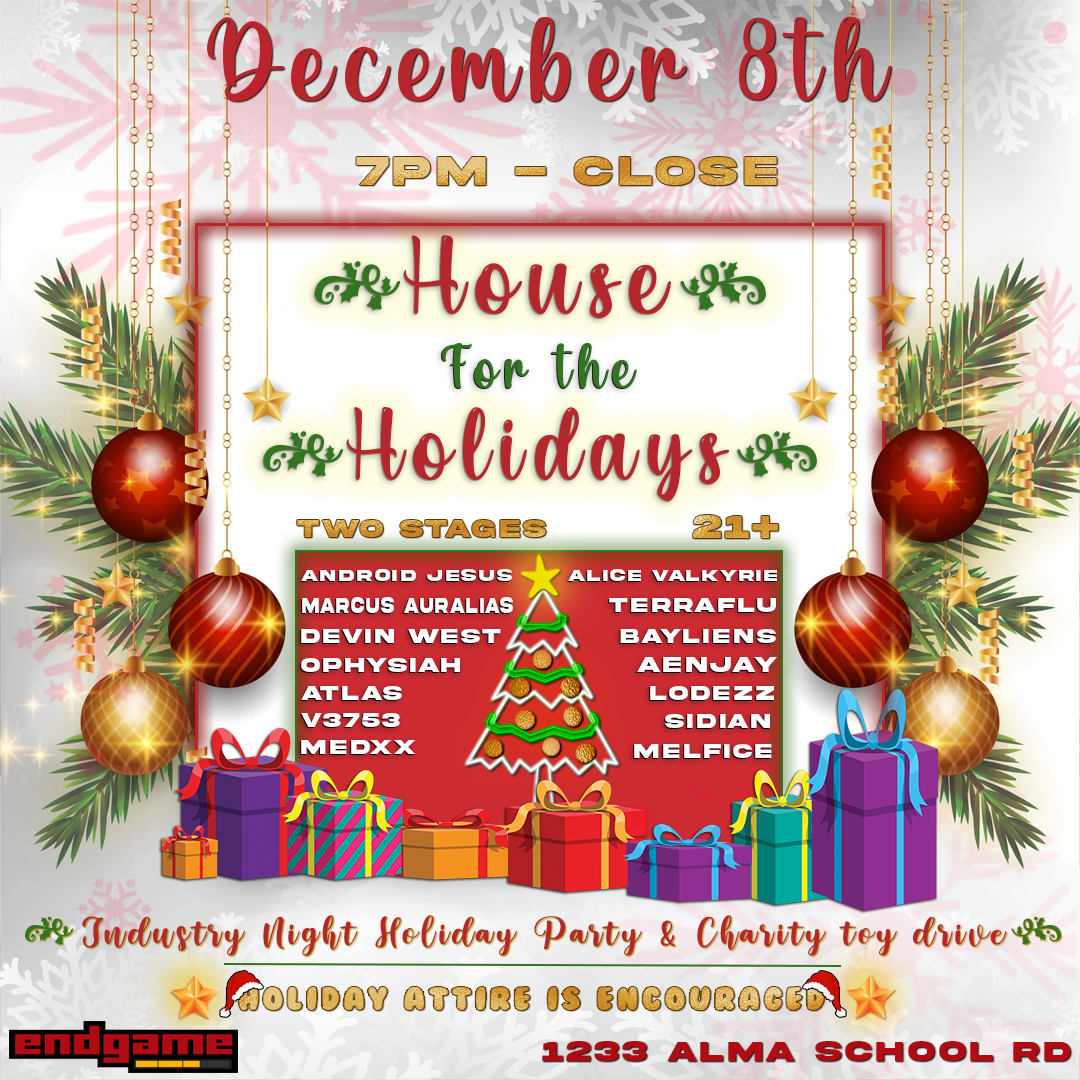 December 8th
7PM - CLOSE
House
For the
Holidays
TWO STAGES
21+
ANDROID JESUS
MARCUS AURALIAS
DEVIN WEST
OPHYSIAH
ATLAS
V3753
MEDXX
ALICE VALKYRIE
TERRAFLU
BAYLIENS
AENJAY
LODEZZ
SIDIAN
MELFICE
Industry Night Holiday Party & Charity toy drive
HOLIDAY ATTIRE IS ENCOURAGED
endgame
1233 ALMA SCHOOL RD